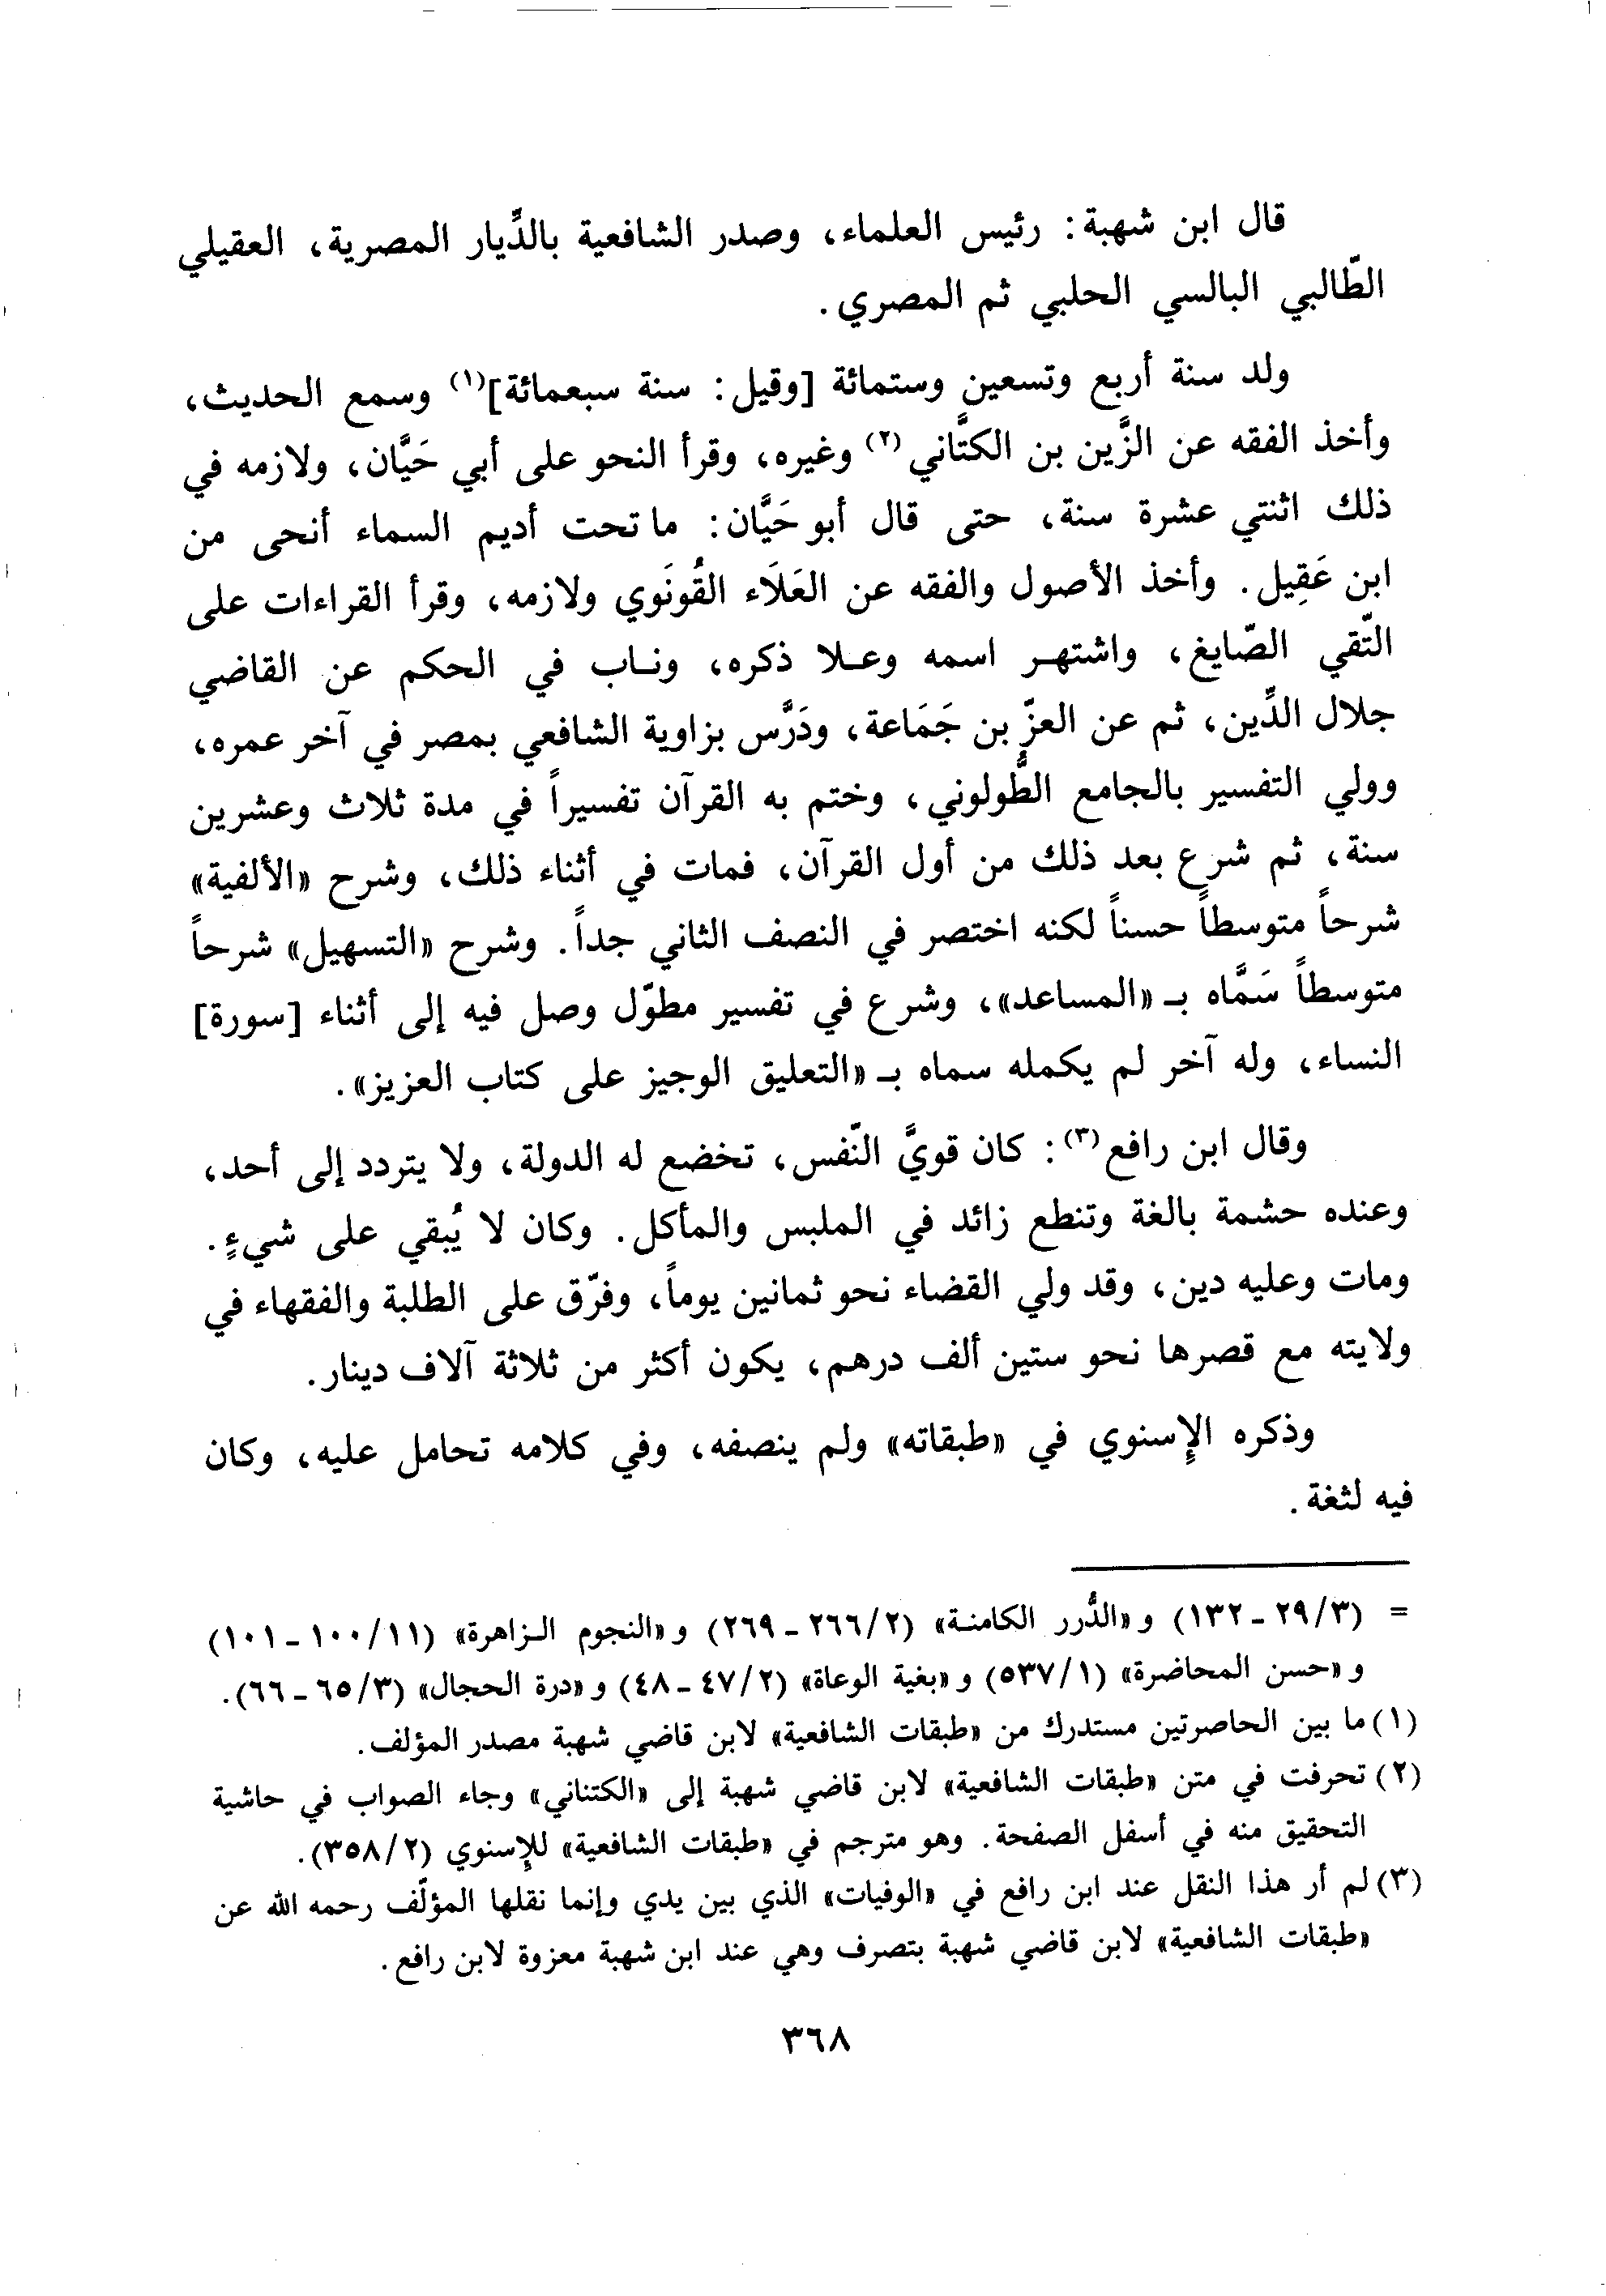 قال ابن شهبة: رئيس العلماء، وصدر الشافعية بالدِّيار المصرية، العقيلي
الطّالبي البالسي الحلبي ثم المصري.
ولد سنة أربع وتسعين وستمائة [وقيل: سنة سبعمائة](١) وسمع الحديث،
وأخذ الفقه عن الزَّين بن الكتَّاني(٢) وغيره، وقرأ النحو على أبي حَيَّان، ولازمه في
ذلك اثنتي عشرة سنة، حتى قال أبو حَيَّان: ما تحت أديم السماء أنحى من
ابن عَقِيل. وأخذ الأصول والفقه عن العَلَاء القُونَوي ولازمه، وقرأ القراءات على
التّقي الصّايغ، واشتهر اسمه وعلا ذكره، وناب في الحكم عن القاضي
جلال الدِّين، ثم عن العزّ بن جَمَاعة، ودَرَّس بزاوية الشافعي بمصر في آخر عمره،
وولي التفسير بالجامع الطُّولوني، وختم به القرآن تفسيراً في مدة ثلاث وعشرين
سنة، ثم شرع بعد ذلك من أول القرآن، فمات في أثناء ذلك، وشرح «الألفية»
شرحاً متوسطاً حسناً لكنه اختصر في النصف الثاني جداً. وشرح «التسهيل» شرحاً
متوسطاً سَمَّاه بـ «المساعد»، وشرع في تفسير مطوّل وصل فيه إلى أثناء [سورة]
النساء، وله آخر لم يكمله سماه بـ «التعليق الوجيز على كتاب العزيز».
وقال ابن رافع(٣): كان قويَّ النّفس، تخضع له الدولة، ولا يتردد إلى أحد،
وعنده حشمة بالغة وتنطع زائد في الملبس والمأكل. وكان لا يُبقي على شيءٍ.
ومات وعليه دين، وقد ولي القضاء نحو ثمانين يوماً، وفرّق على الطلبة والفقهاء في
ولايته مع قصرها نحو ستين ألف درهم، يكون أكثر من ثلاثة آلاف دينار.
وذكره الإِسنوي في «طبقاته» ولم ينصفه، وفي كلامه تحامل عليه، وكان
فيه لثغة.
= (٢٩/٣ - ١٣٢) و «الدُّرر الكامنة» (٢٦٦/٢ - ٢٦٩) و «النجوم الزاهرة» (١٠٠/١١ - ١٠١)
و «حسن المحاضرة» (٥٣٧/١) و «بغية الوعاة» (٤٧/٢ - ٤٨) و «درة الحجال» (٦٥/٣ - ٦٦).
(١) ما بين الحاصرتين مستدرك من «طبقات الشافعية» لابن قاضي شهبة مصدر المؤلف.
(٢) تحرفت في متن «طبقات الشافعية» لابن قاضي شهبة إلى «الكتناني» وجاء الصواب في حاشية
التحقيق منه في أسفل الصفحة. وهو مترجم في «طبقات الشافعية» للإِسنوي (٣٥٨/٢).
(٣) لم أر هذا النقل عند ابن رافع في «الوفيات» الذي بين يدي وإنما نقلها المؤلّف رحمه الله عن
«طبقات الشافعية» لابن قاضي شهبة بتصرف وهي عند ابن شهبة معزوة لابن رافع.
٣٦٨